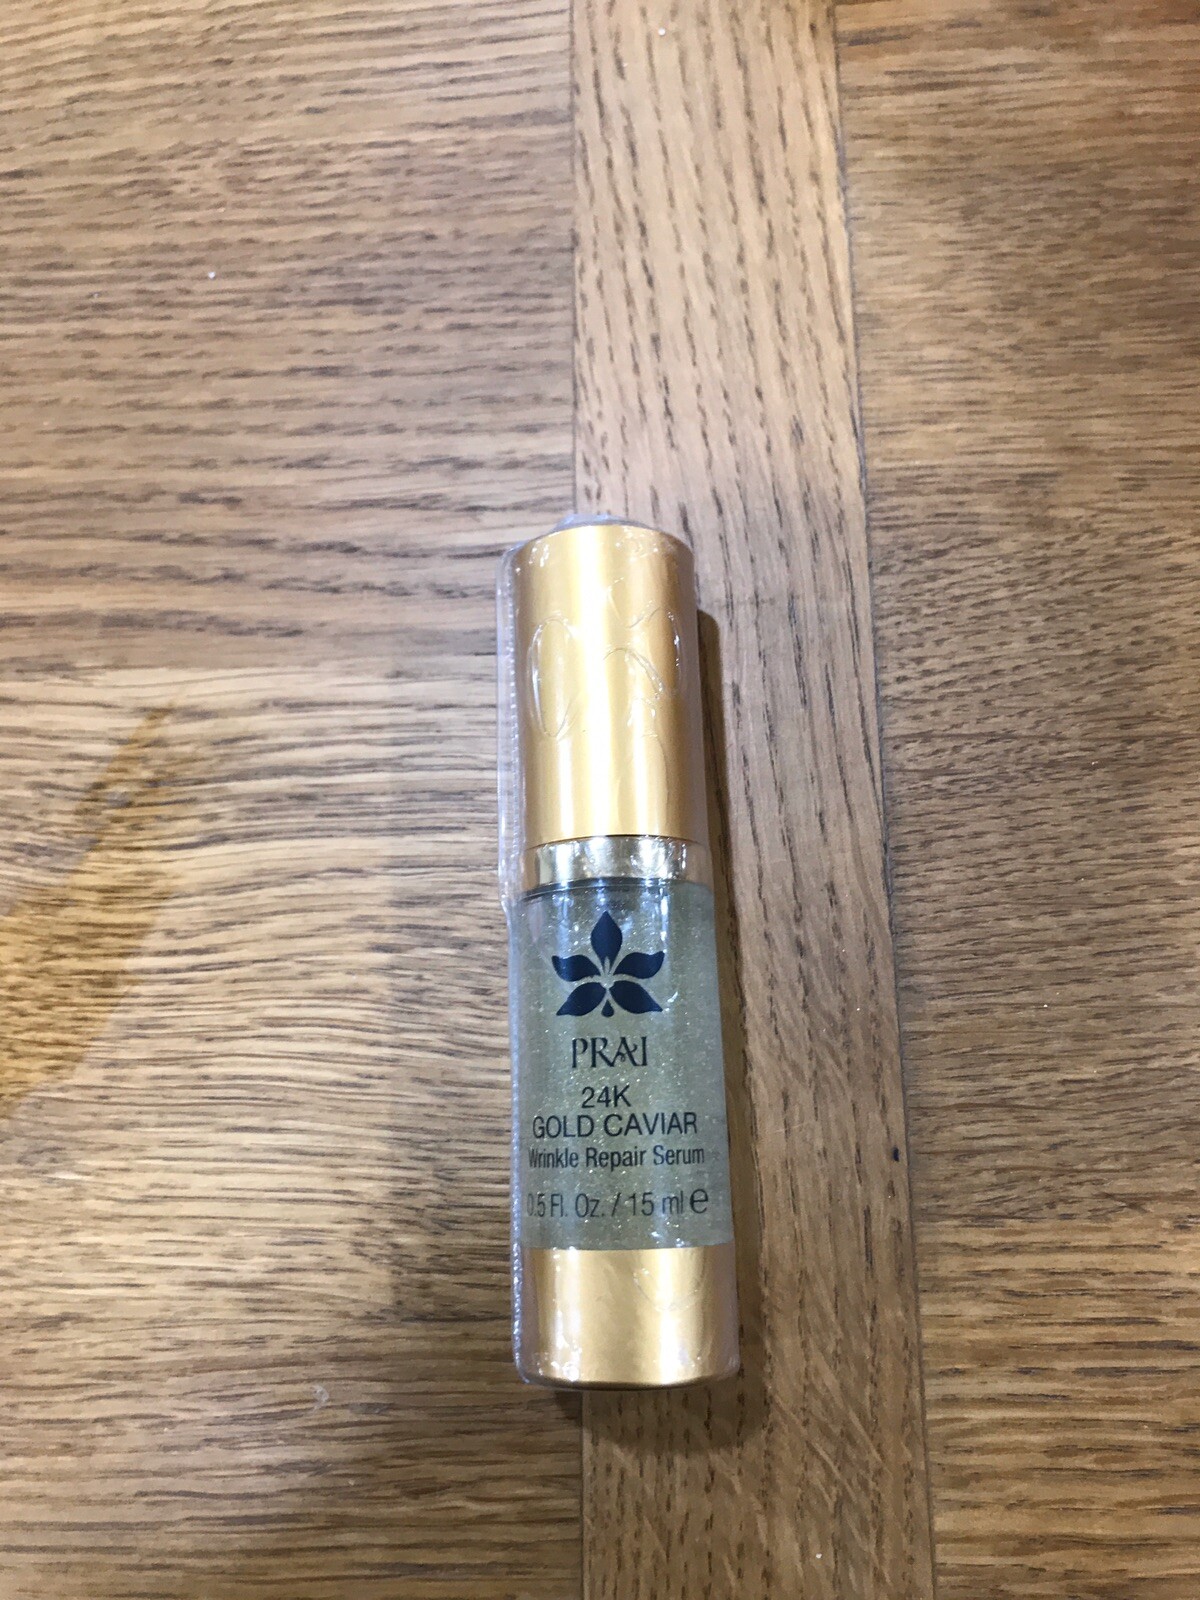 PRAI
24K
GOLD CAVIAR
Wrinkle Repair Serum
0.5 Fl. Oz. / 15 ml ℮